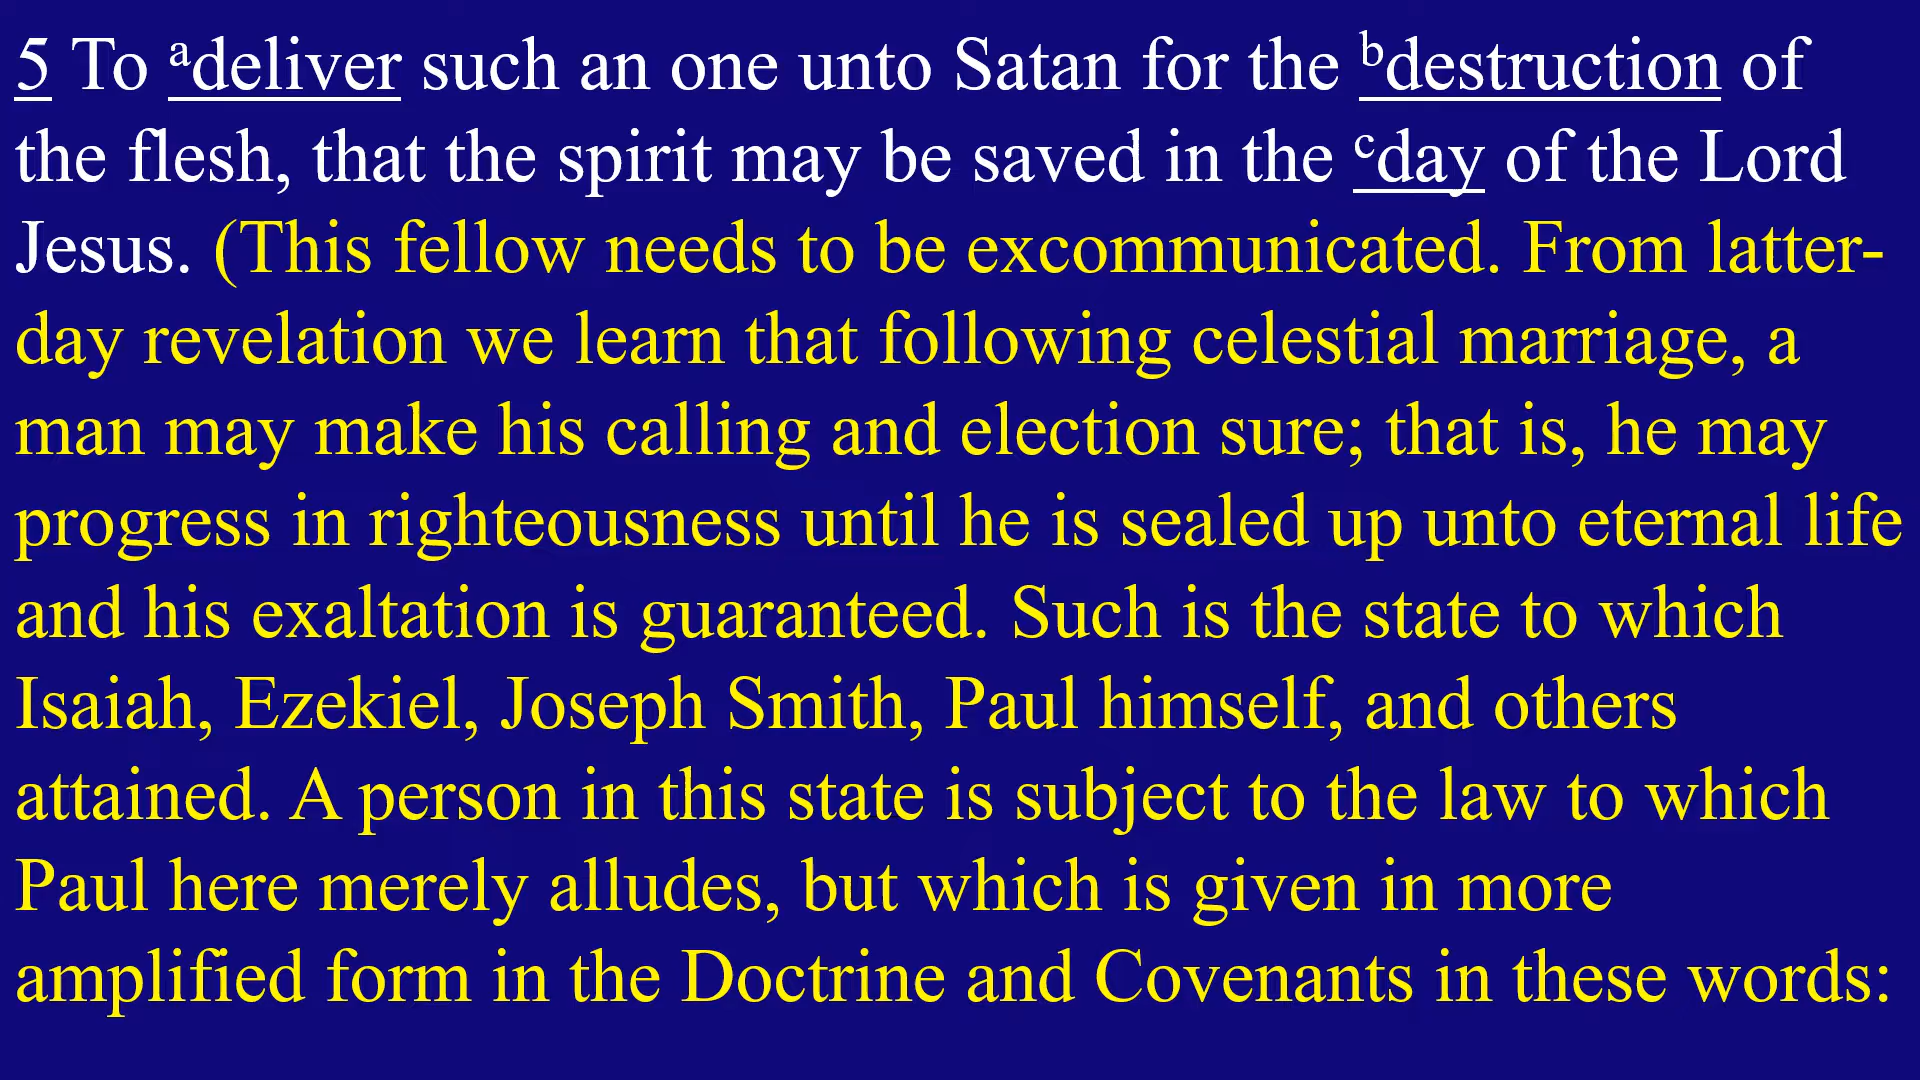 5 To ᵃdeliver such an one unto Satan for the ᵇdestruction of
the flesh, that the spirit may be saved in the ᶜday of the Lord
Jesus. (This fellow needs to be excommunicated. From latter-
day revelation we learn that following celestial marriage, a
man may make his calling and election sure; that is, he may
progress in righteousness until he is sealed up unto eternal life
and his exaltation is guaranteed. Such is the state to which
Isaiah, Ezekiel, Joseph Smith, Paul himself, and others
attained. A person in this state is subject to the law to which
Paul here merely alludes, but which is given in more
amplified form in the Doctrine and Covenants in these words: